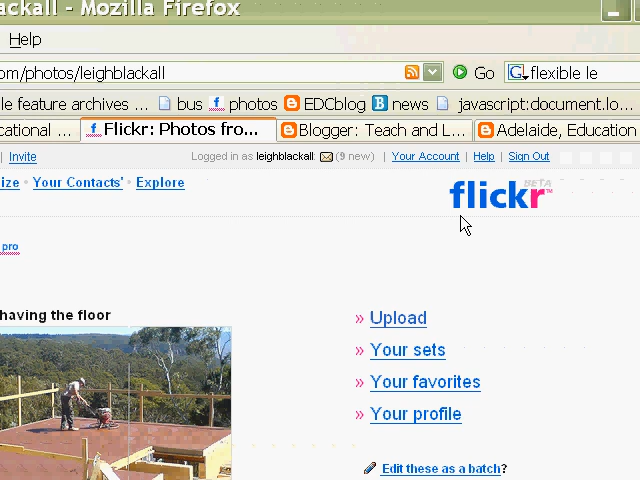 ackall - Mozilla Firefox
Help
om/photos/leighblackall
Go
flexible le
le feature archives ...
bus
photos
EDCblog
news
javascript:document.lo...
cational ...
Flickr: Photos fro...
Blogger: Teach and L...
Adelaide, Education
| Invite
Logged in as leighblackall: (9 new) | Your Account | Help | Sign Out
ize • Your Contacts' • Explore
flickr BETA ™
pro
having the floor
» Upload
» Your sets
» Your favorites
» Your profile
Edit these as a batch?